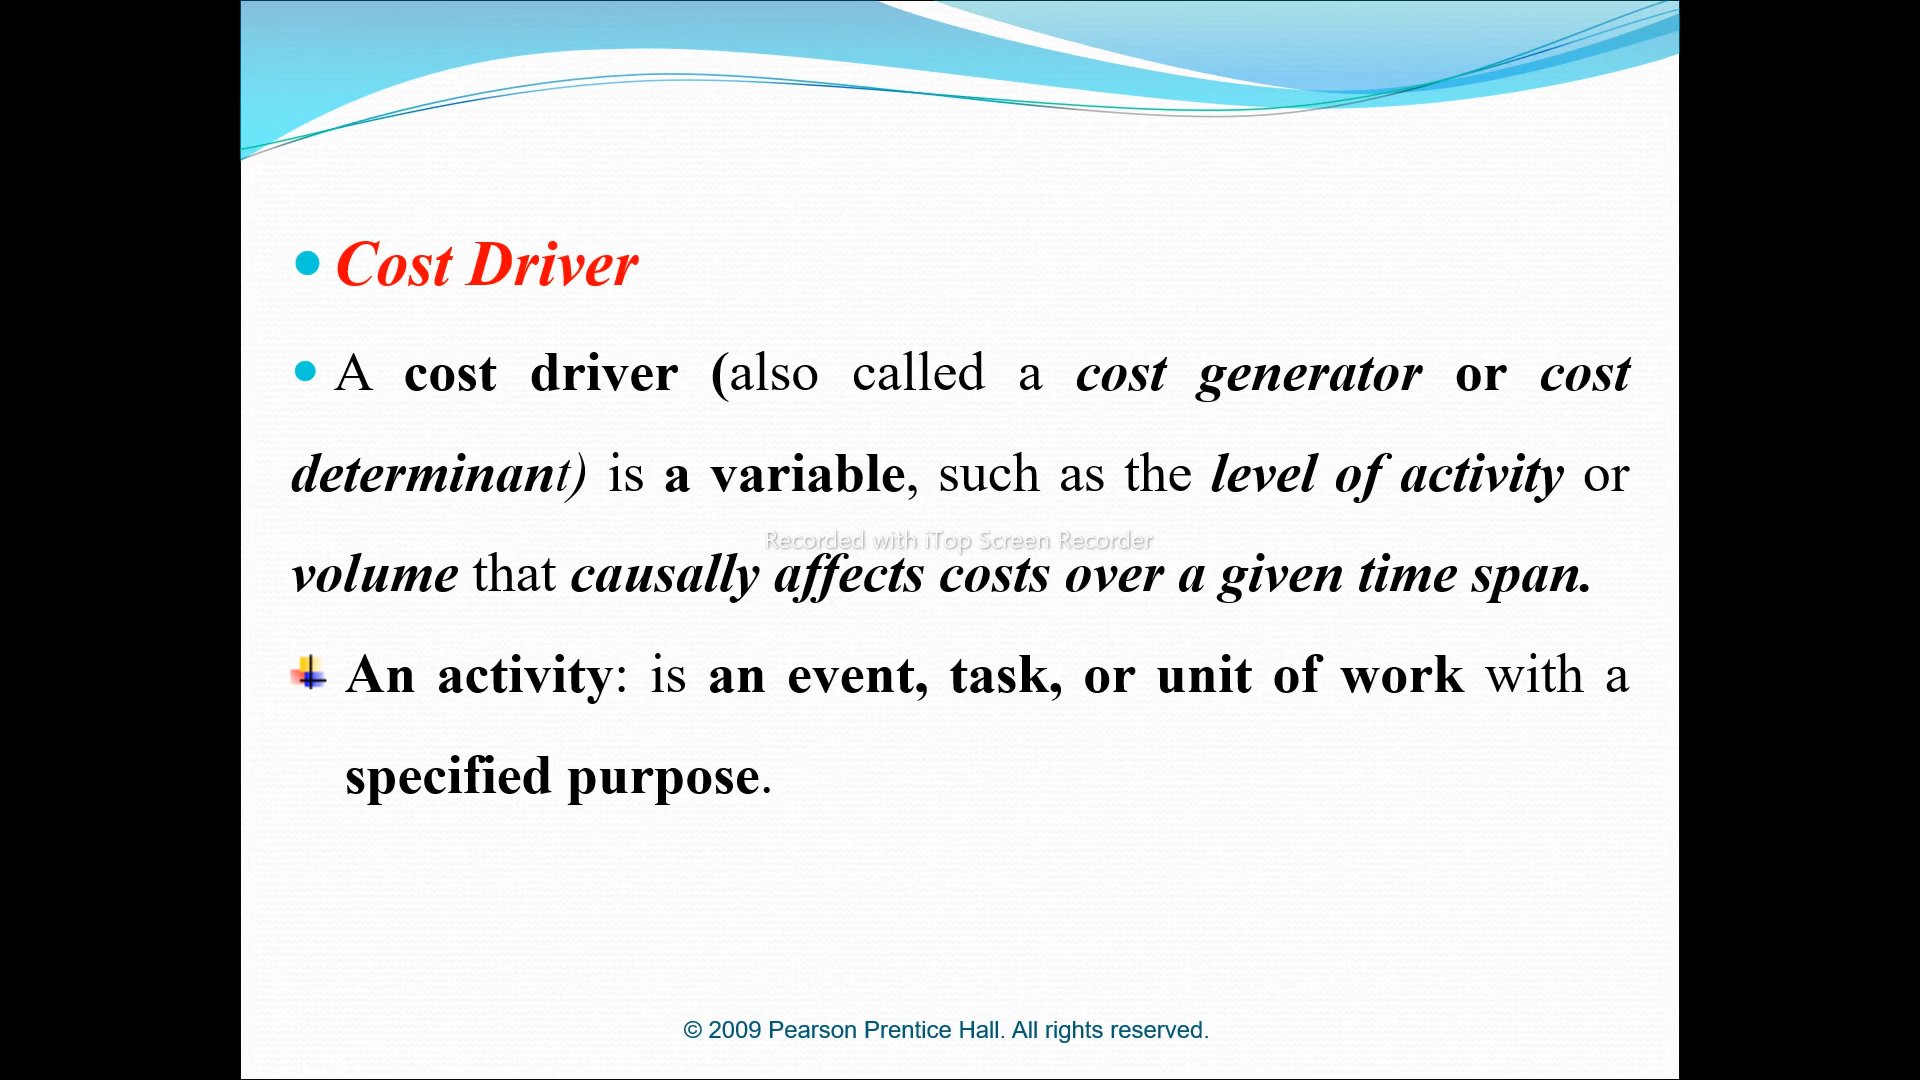 Cost Driver
A cost driver (also called a cost generator or cost
determinant) is a variable, such as the level of activity or
Recorded with iTop Screen Recorder
volume that causally affects costs over a given time span.
An activity: is an event, task, or unit of work with a
specified purpose.
© 2009 Pearson Prentice Hall. All rights reserved.